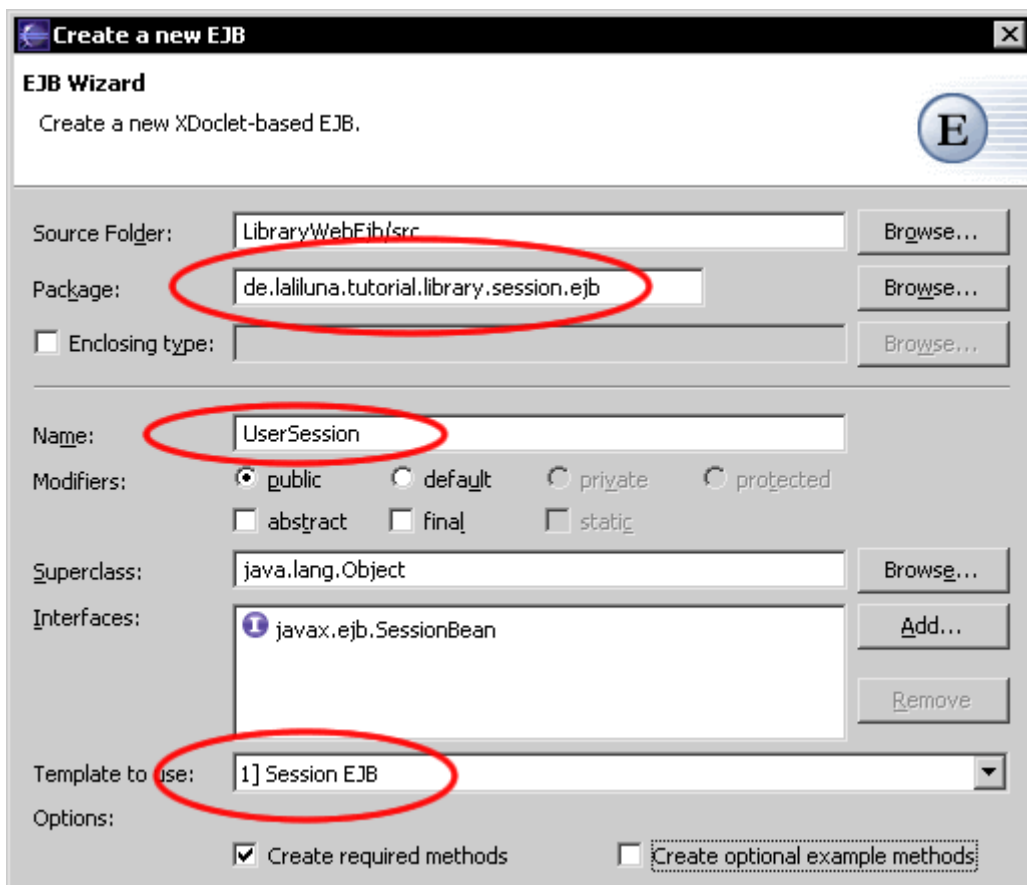 Create a new EJB
EJB Wizard
Create a new XDoclet-based EJB.
E
Source Folder: LibraryWebEjb/src Browse...
Package: de.laliluna.tutorial.library.session.ejb Browse...
Enclosing type: Browse...
Name: UserSession
Modifiers: public default private protected
abstract final static
Superclass: java.lang.Object Browse...
Interfaces: I javax.ejb.SessionBean Add...
Remove
Template to use: 1] Session EJB
Options:
Create required methods Create optional example methods